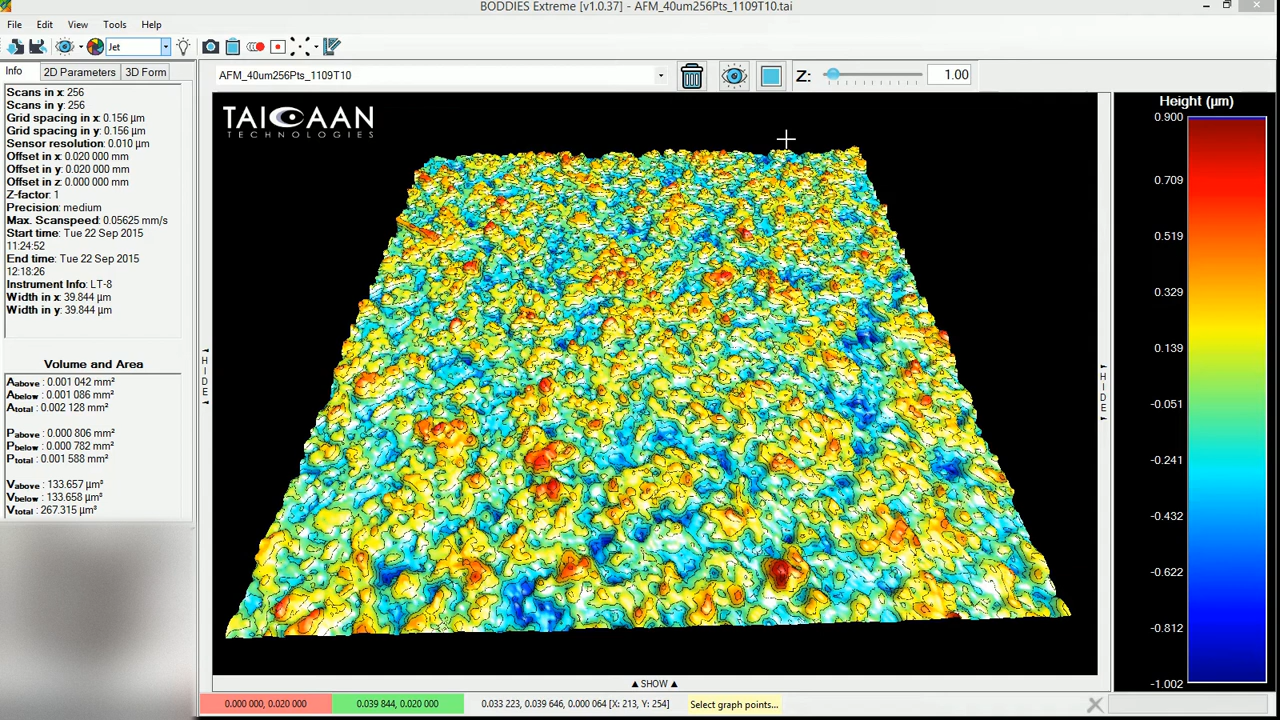 BODDIES Extreme [v1.0.37] - AFM_40um256Pts_1109T10.tai
File Edit View Tools Help
Jet
Info 2D Parameters 3D Form
AFM_40um256Pts_1109T10 Z: 1.00
Scans in x: 256
Scans in y: 256
Grid spacing in x: 0.156 µm
Grid spacing in y: 0.156 µm
Sensor resolution: 0.010 µm
Offset in x: 0.020 000 mm
Offset in y: 0.020 000 mm
Offset in z: 0.000 000 mm
Z-factor: 1
Precision: medium
Max. Scanspeed: 0.05625 mm/s
Start time: Tue 22 Sep 2015
11:24:52
End time: Tue 22 Sep 2015
12:18:26
Instrument Info: LT-8
Width in x: 39.844 µm
Width in y: 39.844 µm
Volume and Area
Aabove : 0.001 042 mm²
Abelow : 0.001 086 mm²
Atotal : 0.002 128 mm²
Pabove : 0.000 806 mm²
Pbelow : 0.000 782 mm²
Ptotal : 0.001 588 mm²
Vabove : 133.657 µm³
Vbelow : 133.658 µm³
Vtotal : 267.315 µm³
TAICAAN
TECHNOLOGIES
HIDE
HIDE
Height (µm)
0.900
0.709
0.519
0.329
0.139
-0.051
-0.241
-0.432
-0.622
-0.812
-1.002
▲ SHOW ▲
0.000 000, 0.020 000 0.039 844, 0.020 000 0.033 223, 0.039 646, 0.000 064 [X: 213, Y: 254] Select graph points...